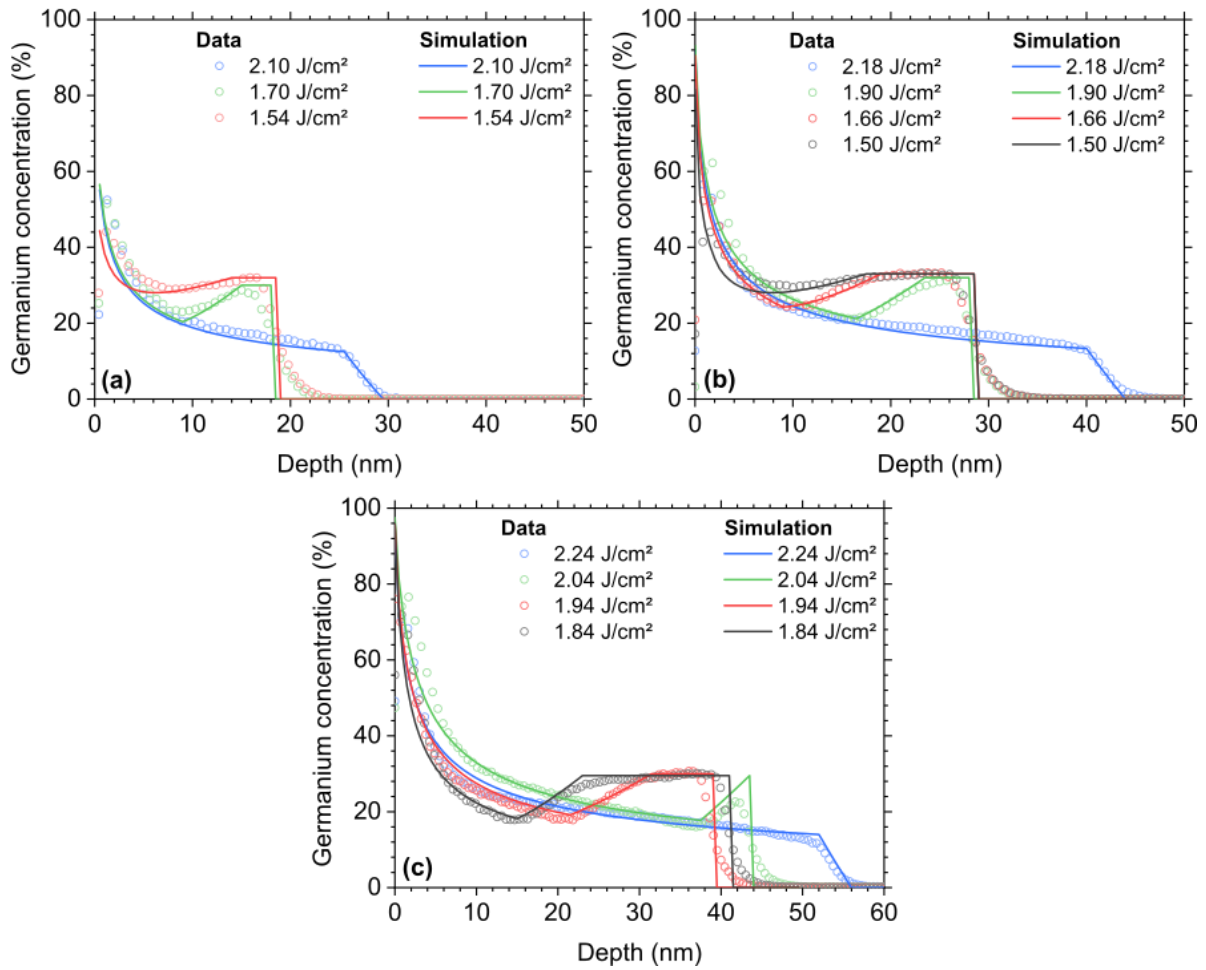 Germanium concentration (%)
100
80
60
40
20
0
Data Simulation
2.10 J/cm² 2.10 J/cm²
1.70 J/cm² 1.70 J/cm²
1.54 J/cm² 1.54 J/cm²
(a)
0 10 20 30 40 50
Depth (nm)
Germanium concentration (%)
100
80
60
40
20
0
Data Simulation
2.18 J/cm² 2.18 J/cm²
1.90 J/cm² 1.90 J/cm²
1.66 J/cm² 1.66 J/cm²
1.50 J/cm² 1.50 J/cm²
(b)
0 10 20 30 40 50
Depth (nm)
Germanium concentration (%)
100
80
60
40
20
0
Data Simulation
2.24 J/cm² 2.24 J/cm²
2.04 J/cm² 2.04 J/cm²
1.94 J/cm² 1.94 J/cm²
1.84 J/cm² 1.84 J/cm²
(c)
0 10 20 30 40 50 60
Depth (nm)